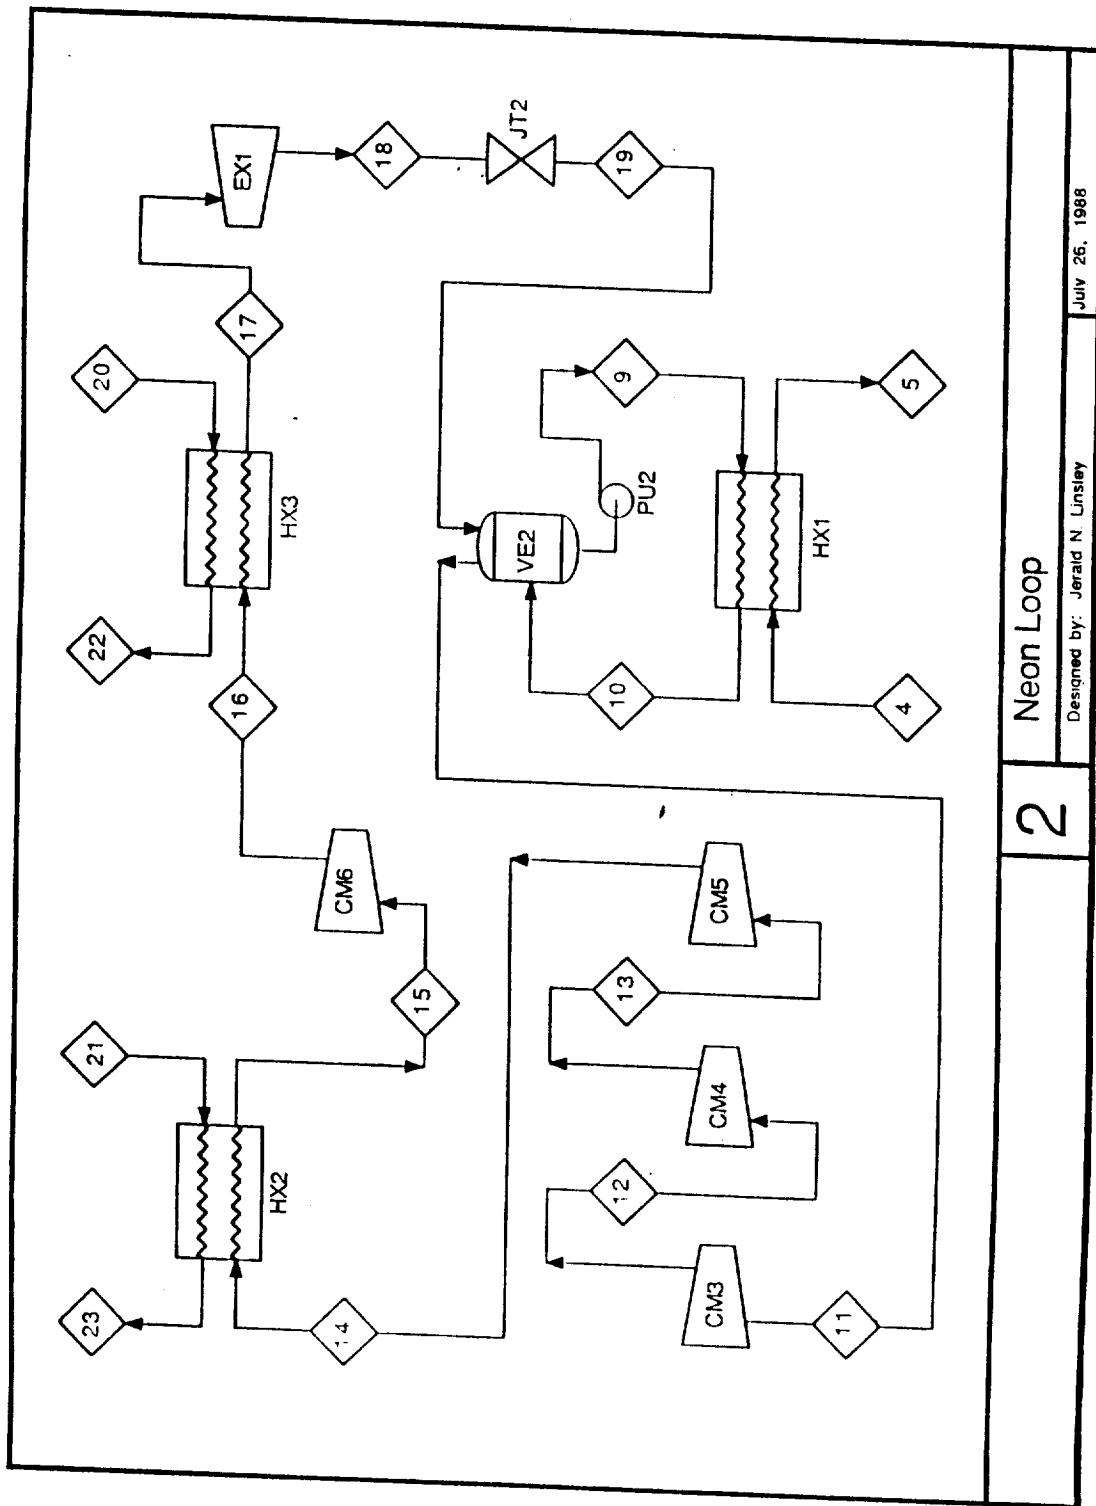 23
21
HX2
14
15
CM6
22
20
HX3
16
17
EX1
18
JT2
19
VE2
PU2
9
10
HX1
4
5
12
13
CM3
CM4
CM5
11
2
Neon Loop
Designed by: Jerald N. Linsley
July 26, 1988